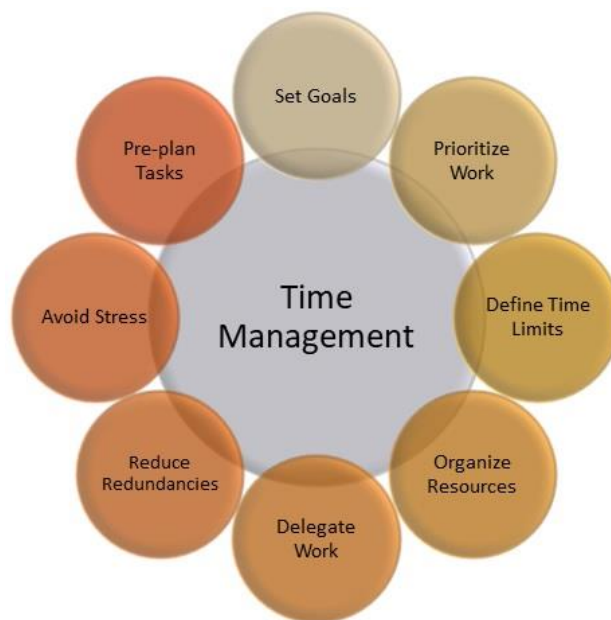 Set Goals
Prioritize
Work
Define Time
Limits
Organize
Resources
Delegate
Work
Reduce
Redundancies
Avoid Stress
Pre-plan
Tasks
Time
Management